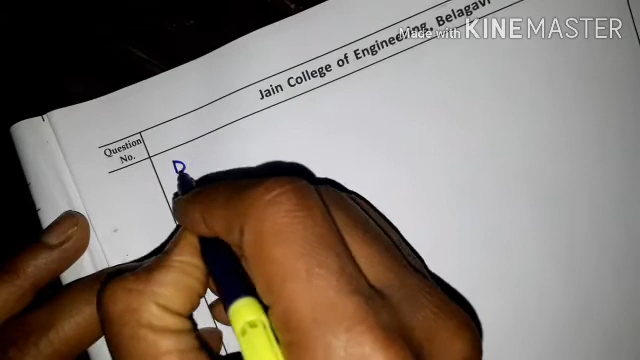 Made with KINEMASTER
Jain College of Engineering, Belagavi
Question
No.
D